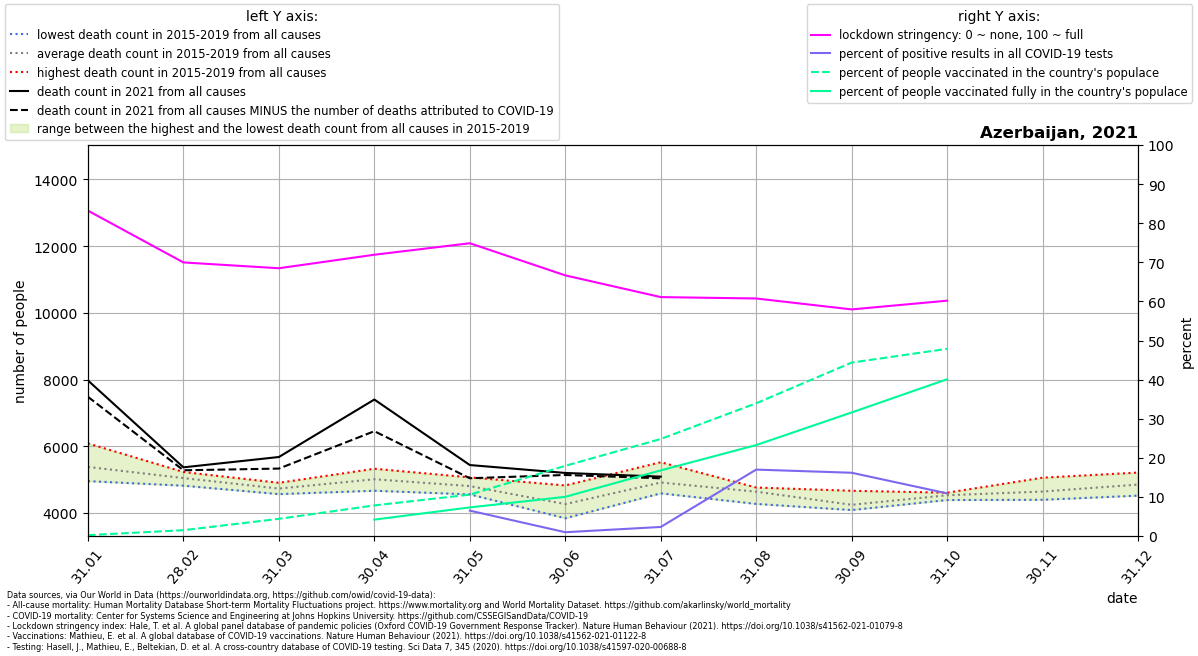 left Y axis:
lowest death count in 2015-2019 from all causes
average death count in 2015-2019 from all causes
highest death count in 2015-2019 from all causes
death count in 2021 from all causes
death count in 2021 from all causes MINUS the number of deaths attributed to COVID-19
range between the highest and the lowest death count from all causes in 2015-2019
right Y axis:
lockdown stringency: 0 ~ none, 100 ~ full
percent of positive results in all COVID-19 tests
percent of people vaccinated in the country's populace
percent of people vaccinated fully in the country's populace
Azerbaijan, 2021
number of people
14000
12000
10000
8000
6000
4000
100
90
80
70
60
50
40
30
20
10
0
percent
31.01
28.02
31.03
30.04
31.05
30.06
31.07
31.08
30.09
31.10
30.11
31.12
date
Data sources, via Our World in Data (https://ourworldindata.org, https://github.com/owid/covid-19-data):
- All-cause mortality: Human Mortality Database Short-term Mortality Fluctuations project. https://www.mortality.org and World Mortality Dataset. https://github.com/akarlinsky/world_mortality
- COVID-19 mortality: Center for Systems Science and Engineering at Johns Hopkins University. https://github.com/CSSEGISandData/COVID-19
- Lockdown stringency index: Hale, T. et al. A global panel database of pandemic policies (Oxford COVID-19 Government Response Tracker). Nature Human Behaviour (2021). https://doi.org/10.1038/s41562-021-01079-8
- Vaccinations: Mathieu, E. et al. A global database of COVID-19 vaccinations. Nature Human Behaviour (2021). https://doi.org/10.1038/s41562-021-01122-8
- Testing: Hasell, J., Mathieu, E., Beltekian, D. et al. A cross-country database of COVID-19 testing. Sci Data 7, 345 (2020). https://doi.org/10.1038/s41597-020-00688-8